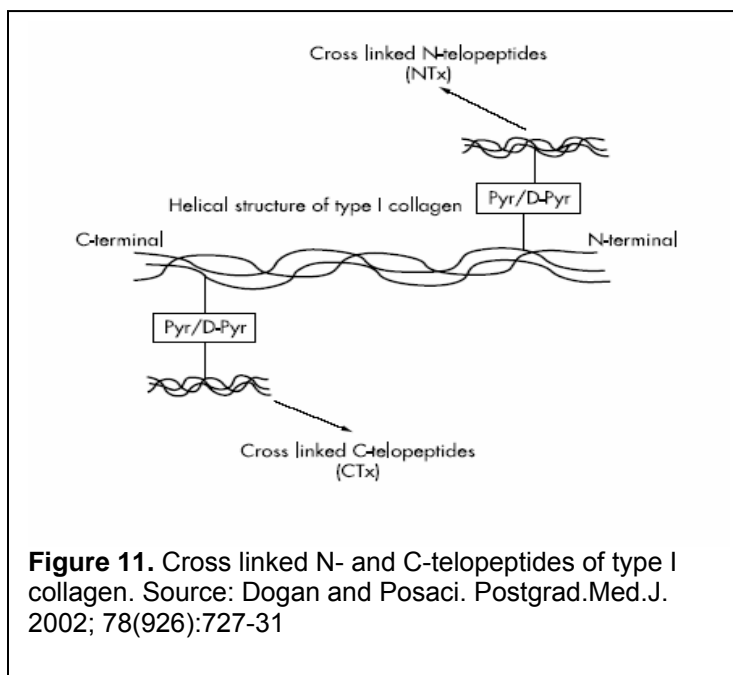 Cross linked N-telopeptides
(NTx)
Pyr/D-Pyr
Helical structure of type I collagen
C-terminal
N-terminal
Pyr/D-Pyr
Cross linked C-telopeptides
(CTx)
Figure 11. Cross linked N- and C-telopeptides of type I
collagen. Source: Dogan and Posaci. Postgrad.Med.J.
2002; 78(926):727-31